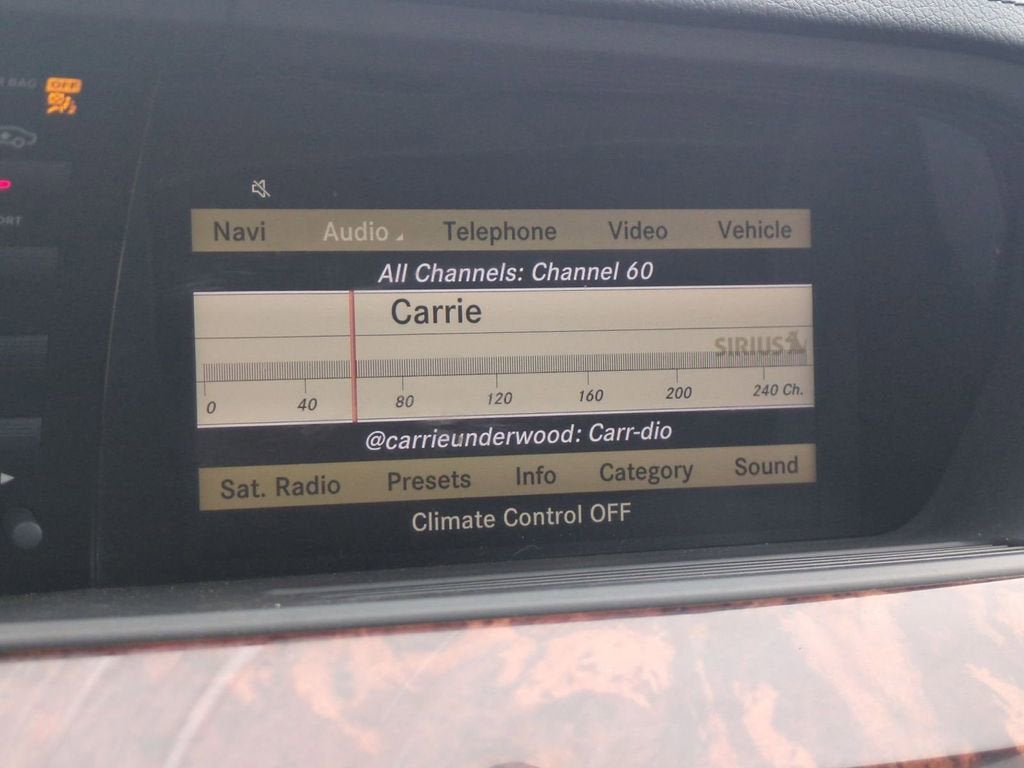 OFF
Navi Audio Telephone Video Vehicle
All Channels: Channel 60
Carrie
SIRIUS
0 40 80 120 160 200 240 Ch.
@carrieunderwood: Carr-dio
Sat. Radio Presets Info Category Sound
Climate Control OFF